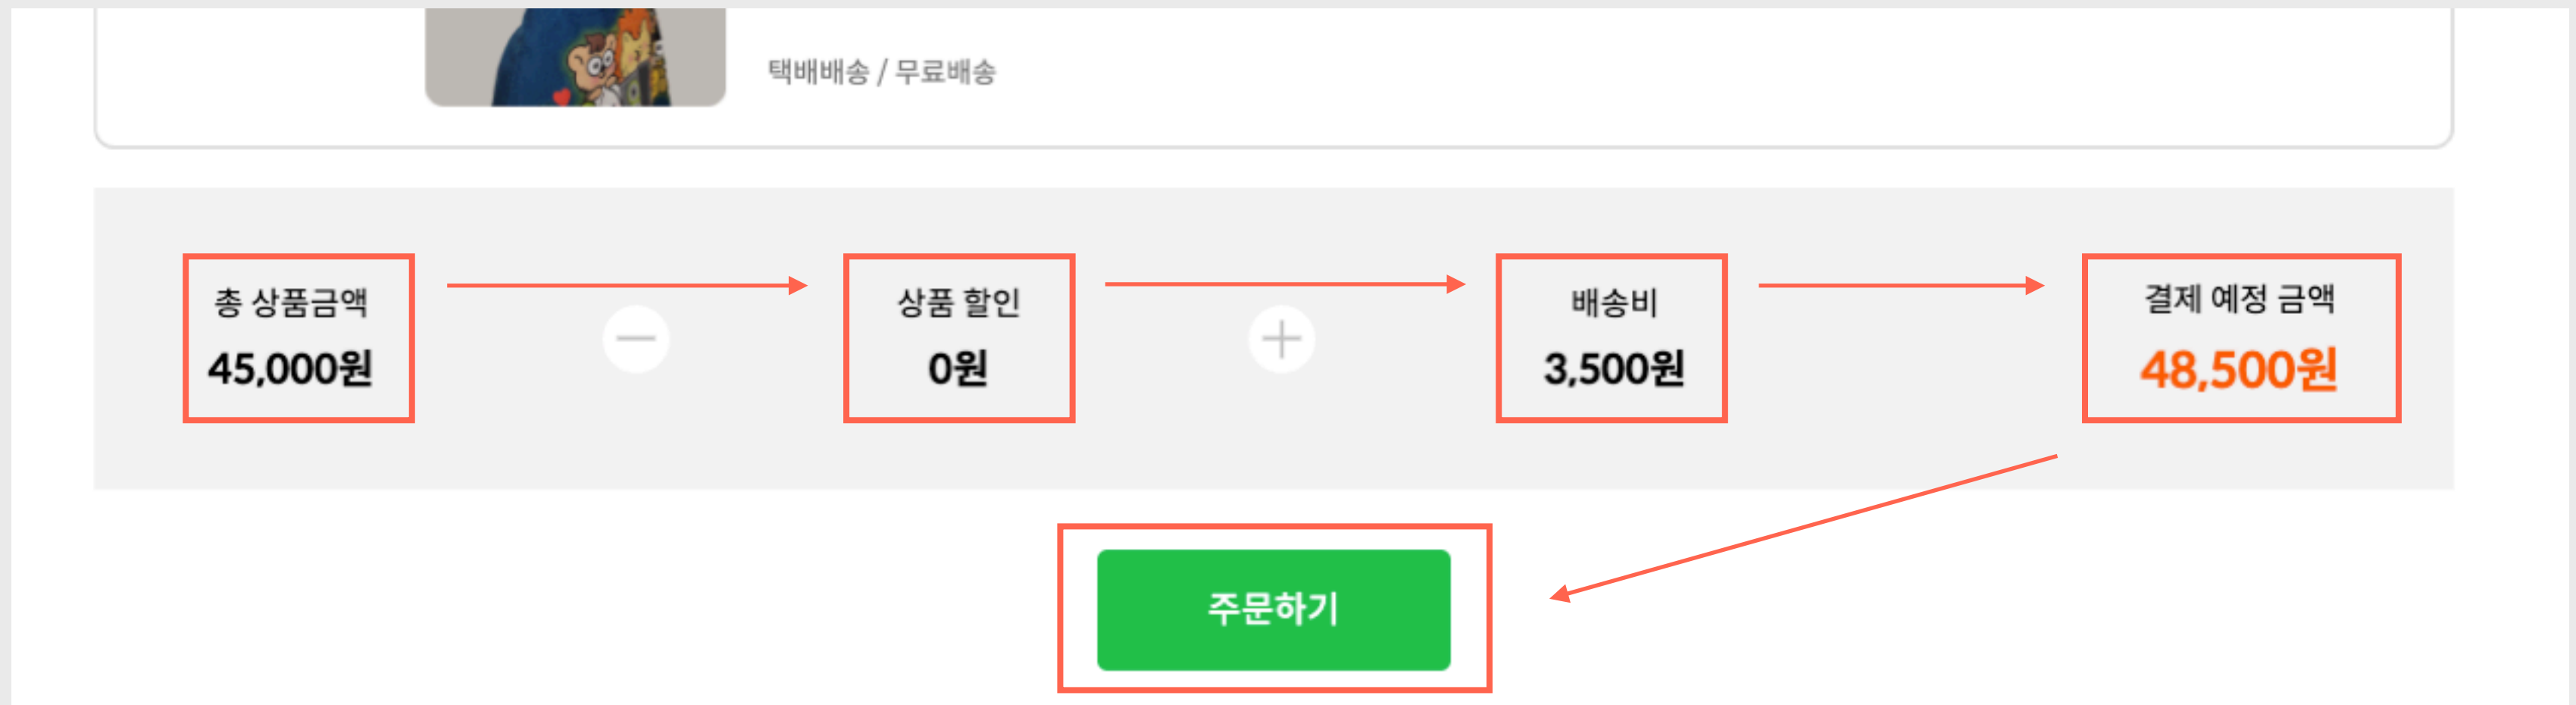 택배배송 / 무료배송
총 상품금액
45,000원
상품 할인
0원
배송비
3,500원
결제 예정 금액
48,500원
주문하기